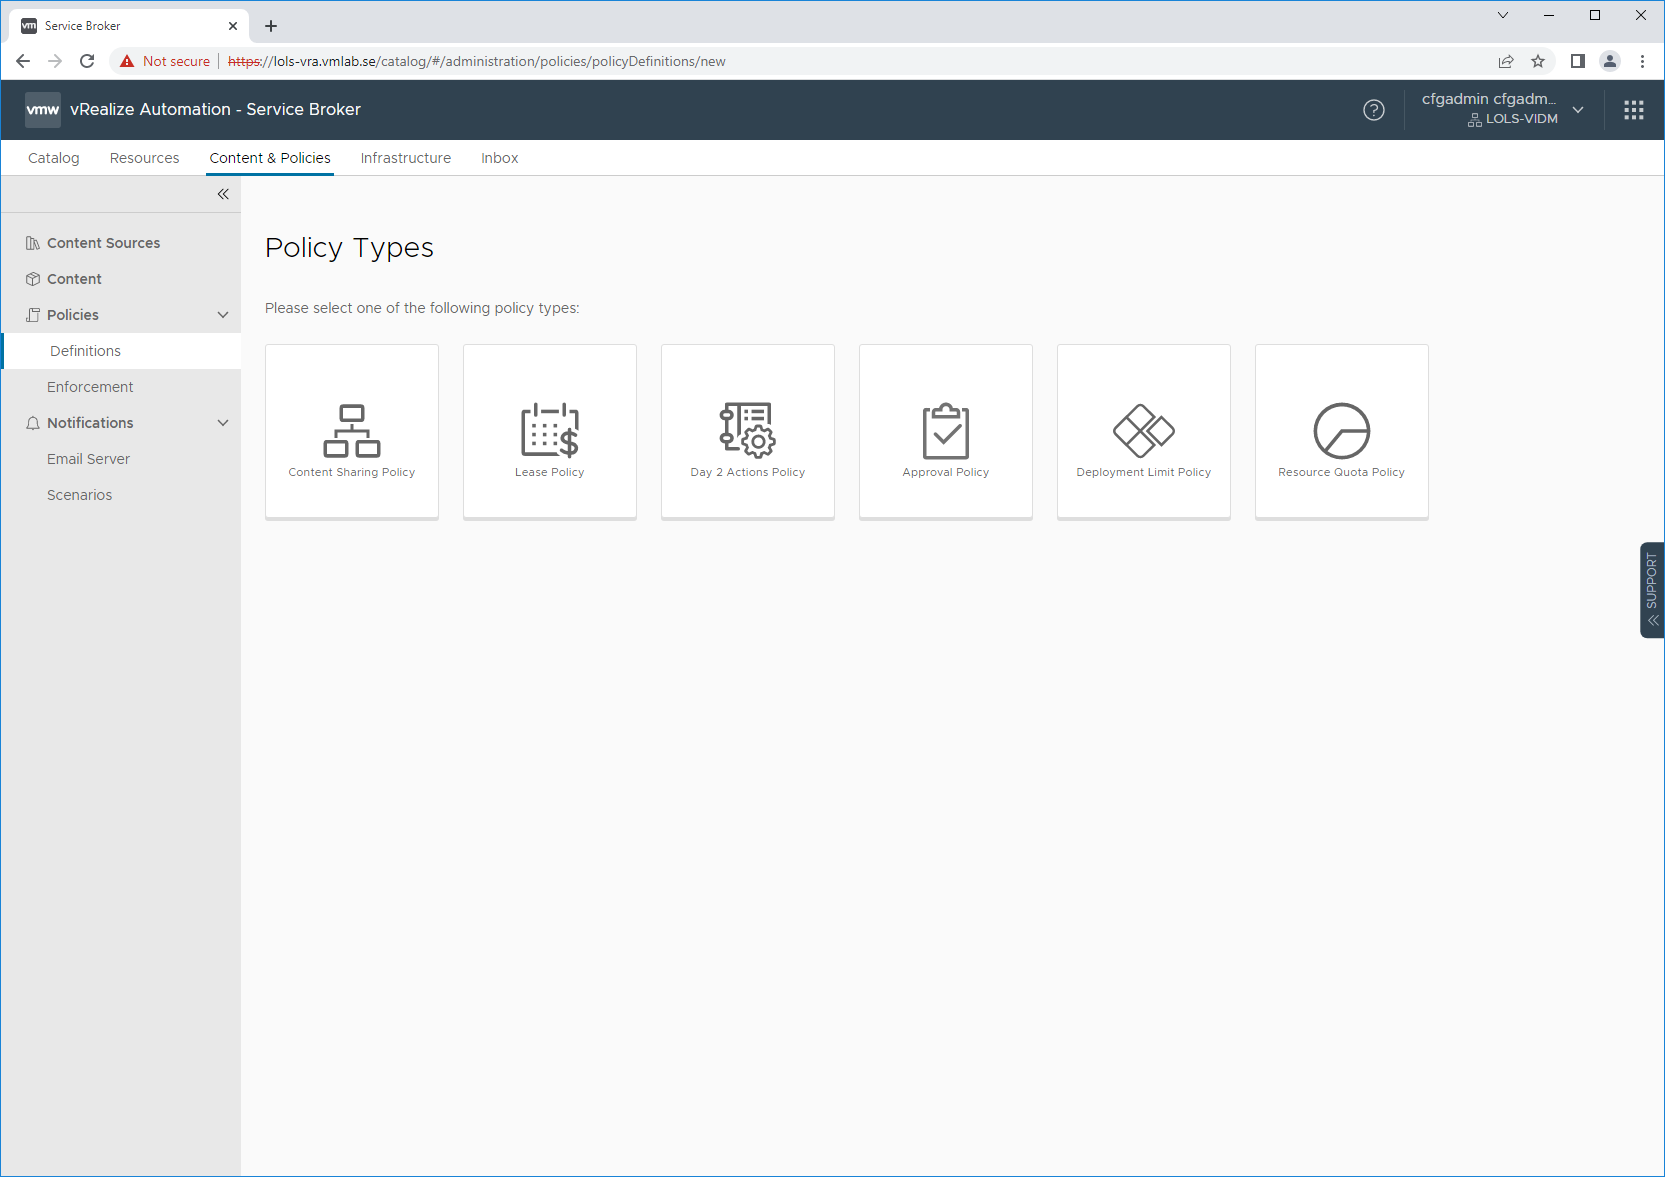 vm Service Broker
Not secure https://lols-vra.vmlab.se/catalog/#/administration/policies/policyDefinitions/new
vmw vRealize Automation - Service Broker
cfgadmin cfgadm...
LOLS-VIDM
Catalog Resources Content & Policies Infrastructure Inbox
Content Sources
Content
Policies
Definitions
Enforcement
Notifications
Email Server
Scenarios
Policy Types
Please select one of the following policy types:
Content Sharing Policy
Lease Policy
Day 2 Actions Policy
Approval Policy
Deployment Limit Policy
Resource Quota Policy
SUPPORT